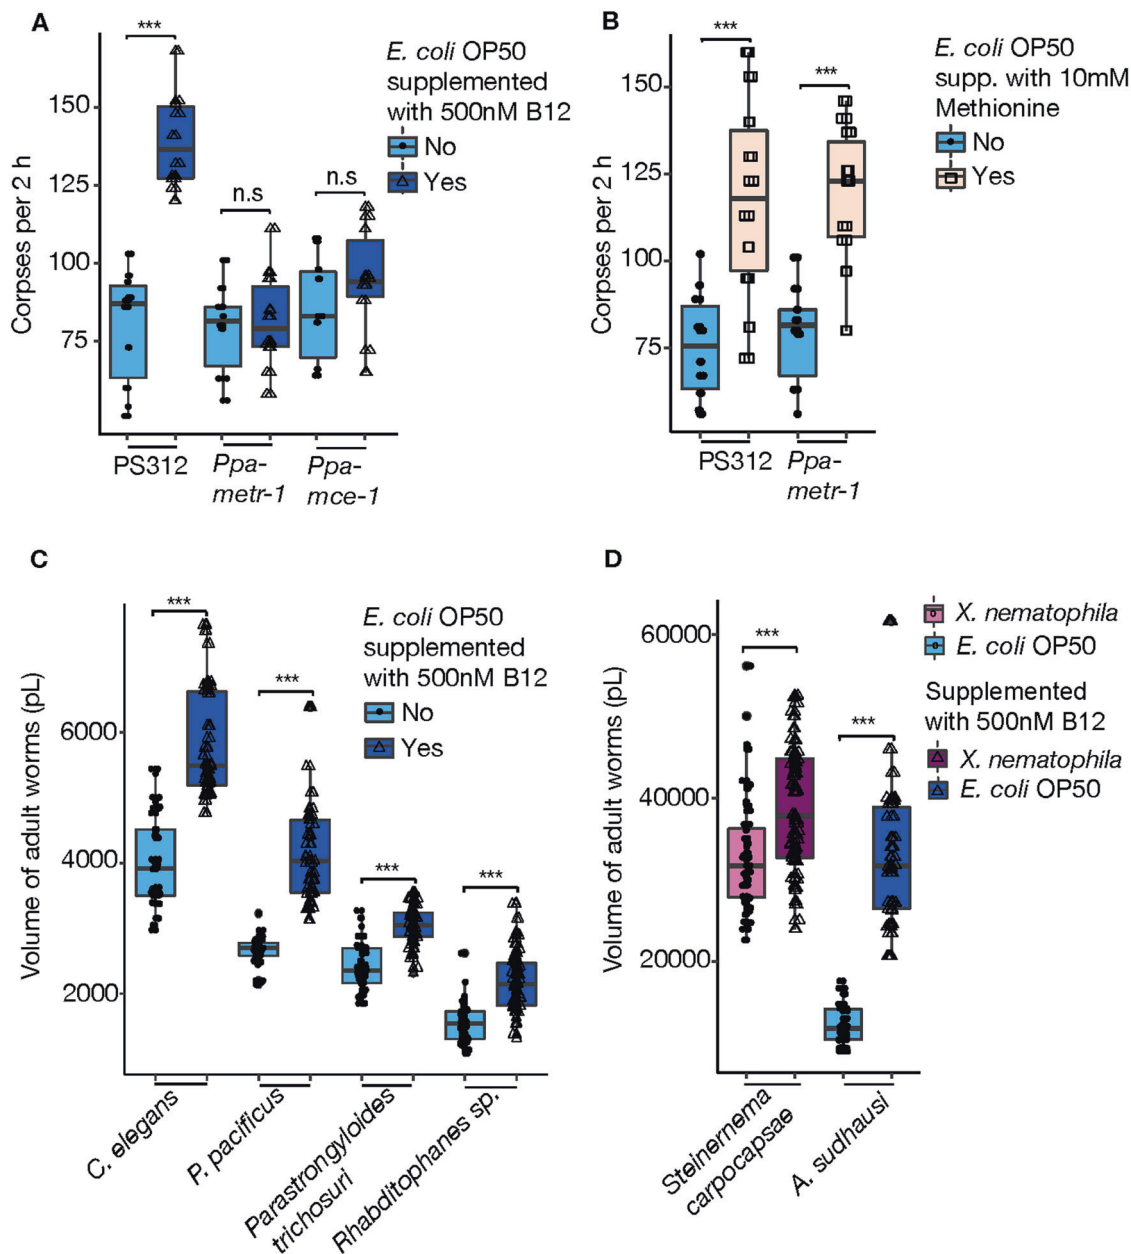 A
***
n.s
n.s
E. coli OP50
supplemented
with 500nM B12
No
Yes
Corpses per 2 h
150
125
100
75
PS312
Ppa-
metr-1
Ppa-
mce-1
B
***
***
E. coli OP50
supp. with 10mM
Methionine
No
Yes
Corpses per 2 h
150
125
100
75
PS312
Ppa-
metr-1
C
***
***
***
***
E. coli OP50
supplemented
with 500nM B12
No
Yes
Volume of adult worms (pL)
6000
4000
2000
C. elegans
P. pacificus
Parastrongyloides
trichosuri
Rhabditophanes sp.
D
***
***
X. nematophila
E. coli OP50
Supplemented
with 500nM B12
X. nematophila
E. coli OP50
Volume of adult worms (pL)
60000
40000
20000
Steinernema
carpocapsae
A. sudhausi